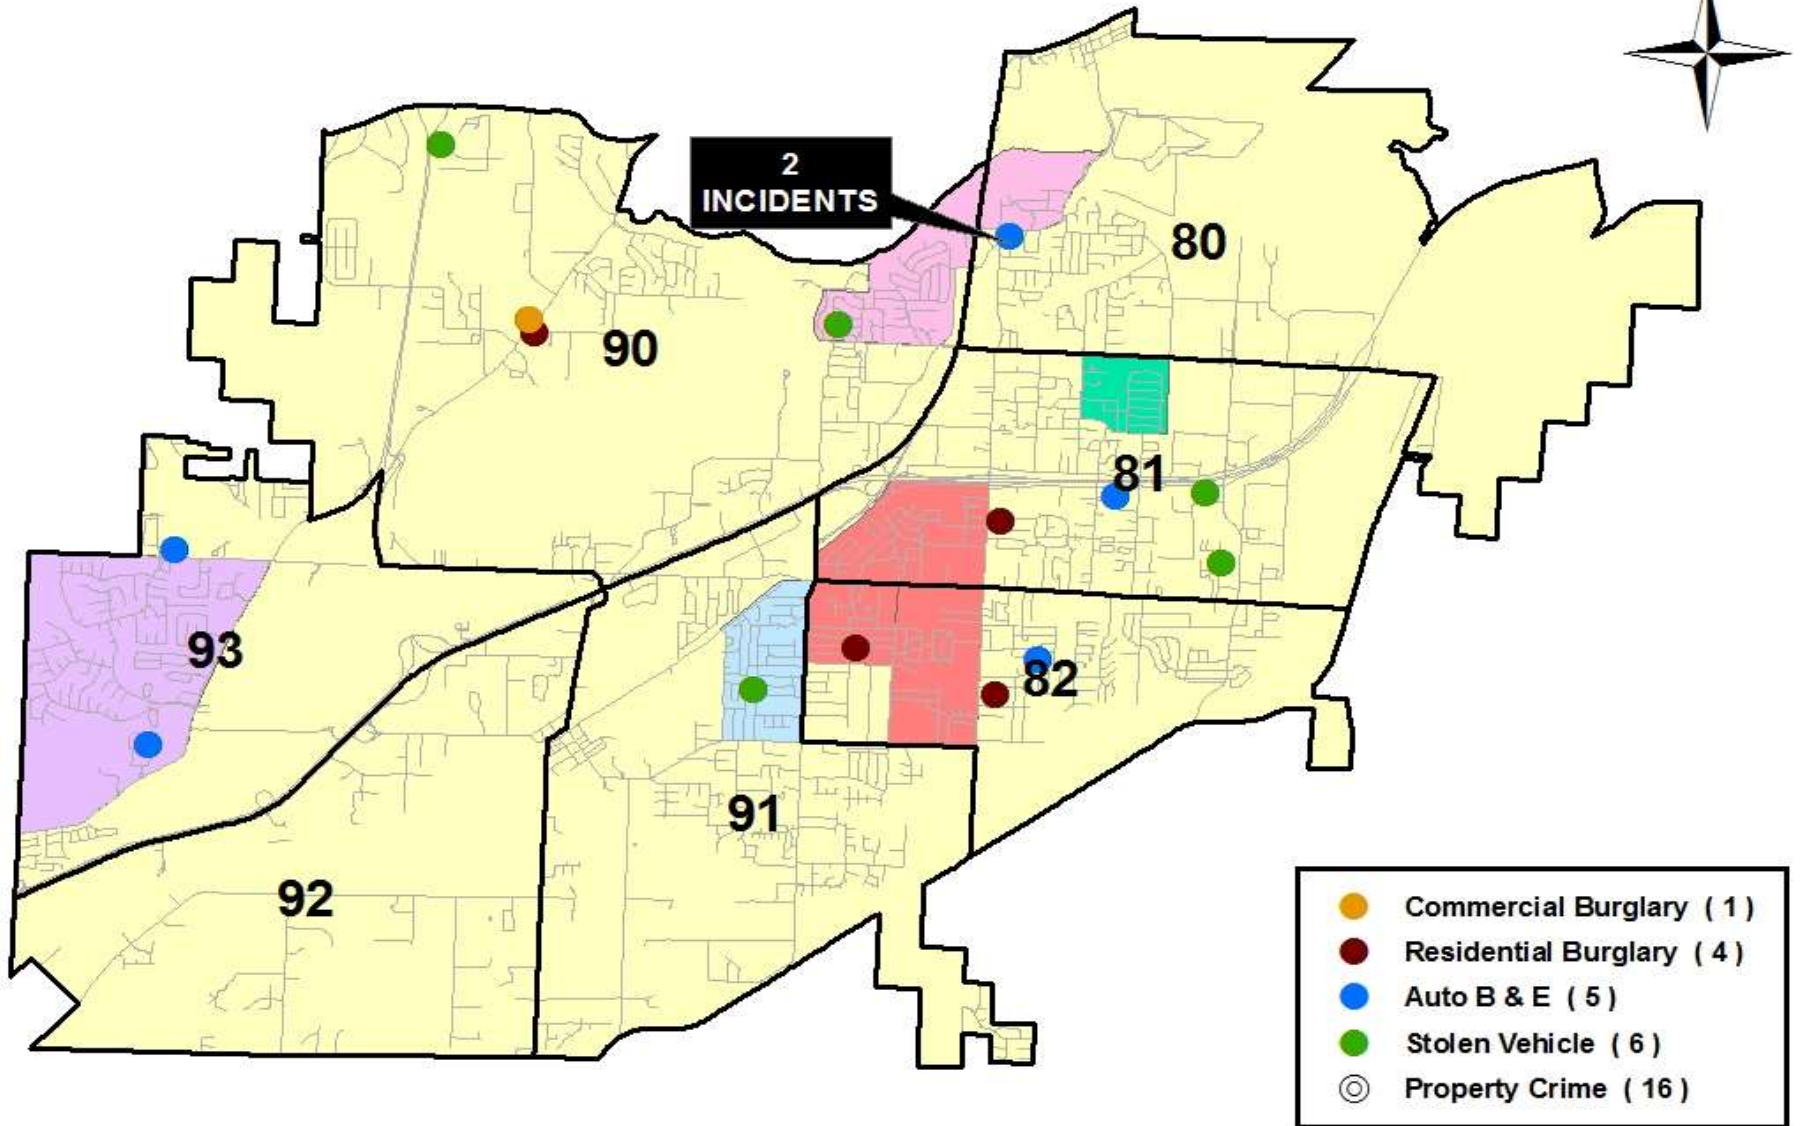 2
INCIDENTS
80
90
81
93
82
91
92
Commercial Burglary ( 1 )
Residential Burglary ( 4 )
Auto B & E ( 5 )
Stolen Vehicle ( 6 )
Property Crime ( 16 )